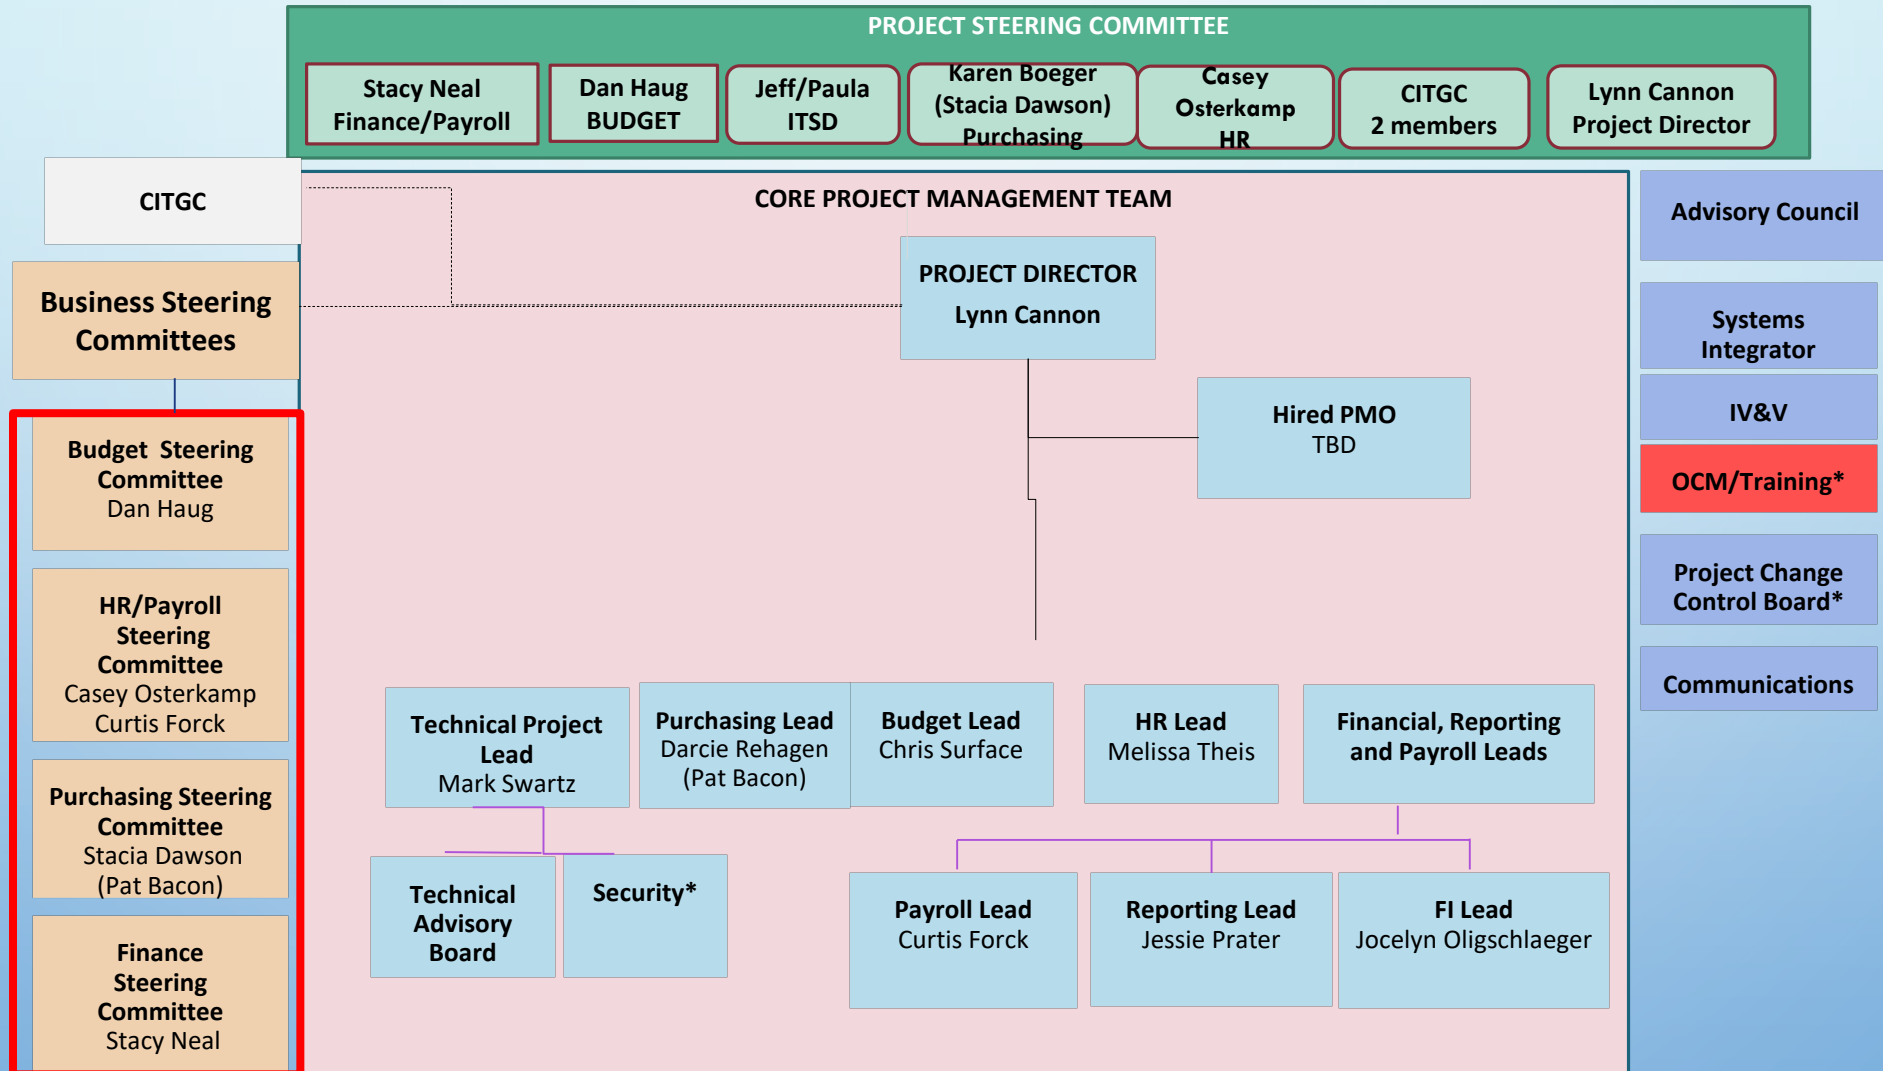 PROJECT STEERING COMMITTEE
Stacy Neal
Finance/Payroll
Dan Haug
BUDGET
Jeff/Paula
ITSD
Karen Boeger
(Stacia Dawson)
Purchasing
Casey
Osterkamp
HR
CITGC
2 members
Lynn Cannon
Project Director
CITGC
Business Steering
Committees
Budget  Steering
Committee
Dan Haug
HR/Payroll
Steering
Committee
Casey Osterkamp
Curtis Forck
Purchasing Steering
Committee
Stacia Dawson
(Pat Bacon)
Finance
Steering
Committee
Stacy Neal
CORE PROJECT MANAGEMENT TEAM
PROJECT DIRECTOR
Lynn Cannon
Hired PMO
TBD
Technical Project
Lead
Mark Swartz
Purchasing Lead
Darcie Rehagen
(Pat Bacon)
Budget Lead
Chris Surface
HR Lead
Melissa Theis
Financial, Reporting
and Payroll Leads
Technical
Advisory
Board
Security*
Payroll Lead
Curtis Forck
Reporting Lead
Jessie Prater
FI Lead
Jocelyn Oligschlaeger
Advisory Council
Systems
Integrator
IV&V
OCM/Training*
Project Change
Control Board*
Communications